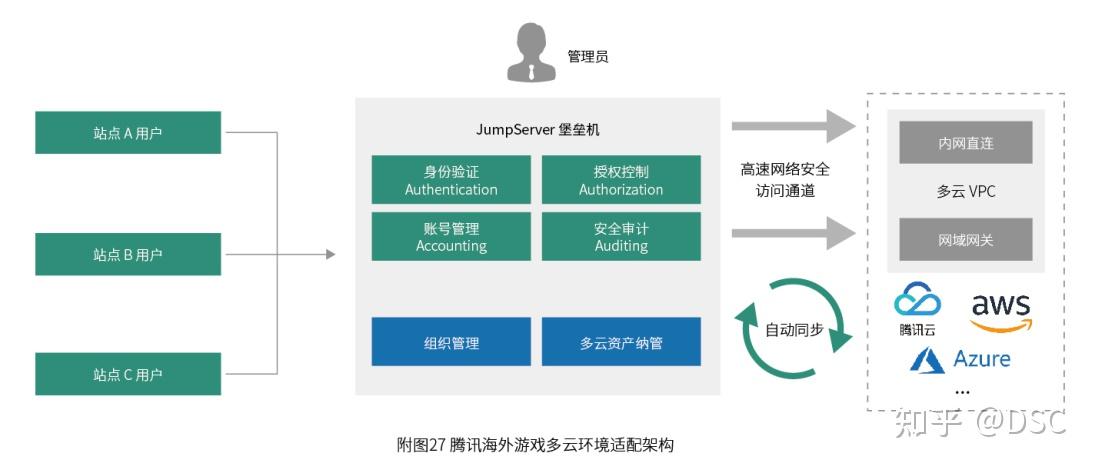 管理员
站点 A 用户
站点 B 用户
站点 C 用户
JumpServer 堡垒机
身份验证
Authentication
授权控制
Authorization
账号管理
Accounting
安全审计
Auditing
组织管理
多云资产纳管
高速网络安全
访问通道
自动同步
内网直连
多云 VPC
网域网关
腾讯云
aws
Azure
...
知乎 @DSC
附图27 腾讯海外游戏多云环境适配架构